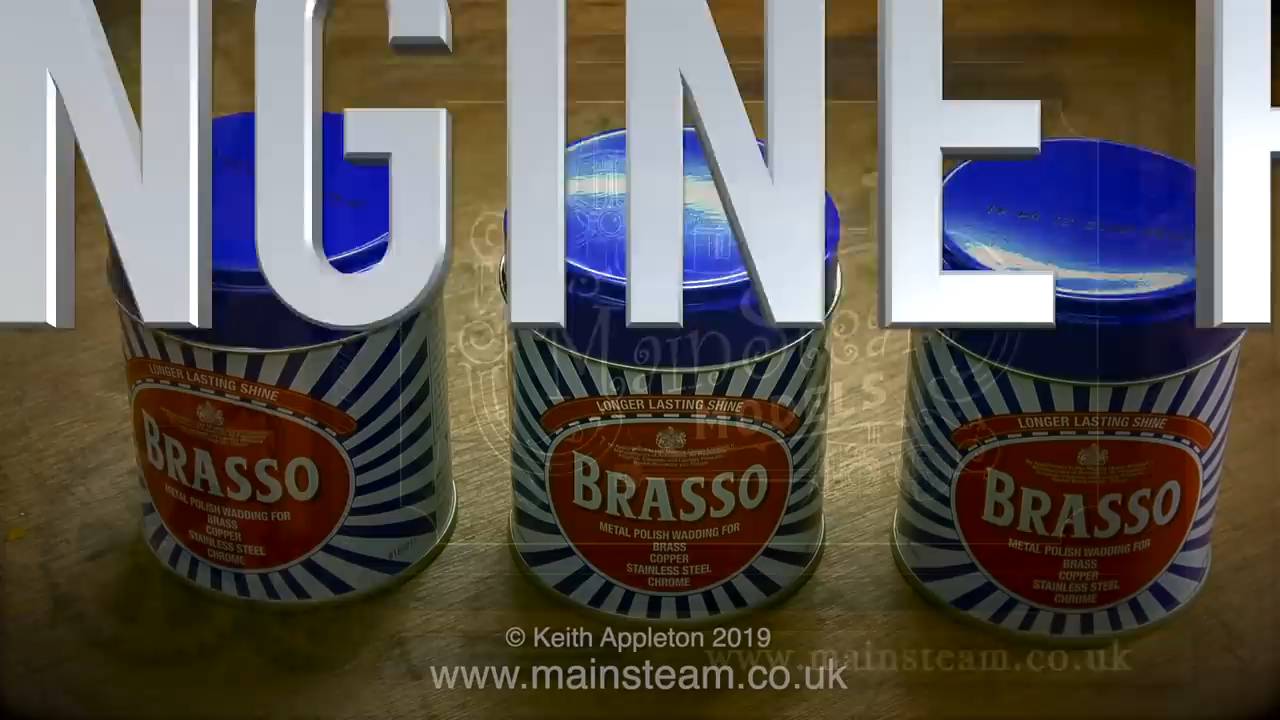 NGINE
LONGER LASTING SHINE
BRASSO
METAL POLISH WADDING FOR
BRASS
COPPER
STAINLESS STEEL
CHROME
LONGER LASTING SHINE
BRASSO
METAL POLISH WADDING FOR
BRASS
COPPER
STAINLESS STEEL
CHROME
LONGER LASTING SHINE
BRASSO
METAL POLISH WADDING FOR
BRASS
COPPER
STAINLESS STEEL
CHROME
MODELS
© Keith Appleton 2019
www.mainsteam.co.uk
www.mainsteam.co.uk